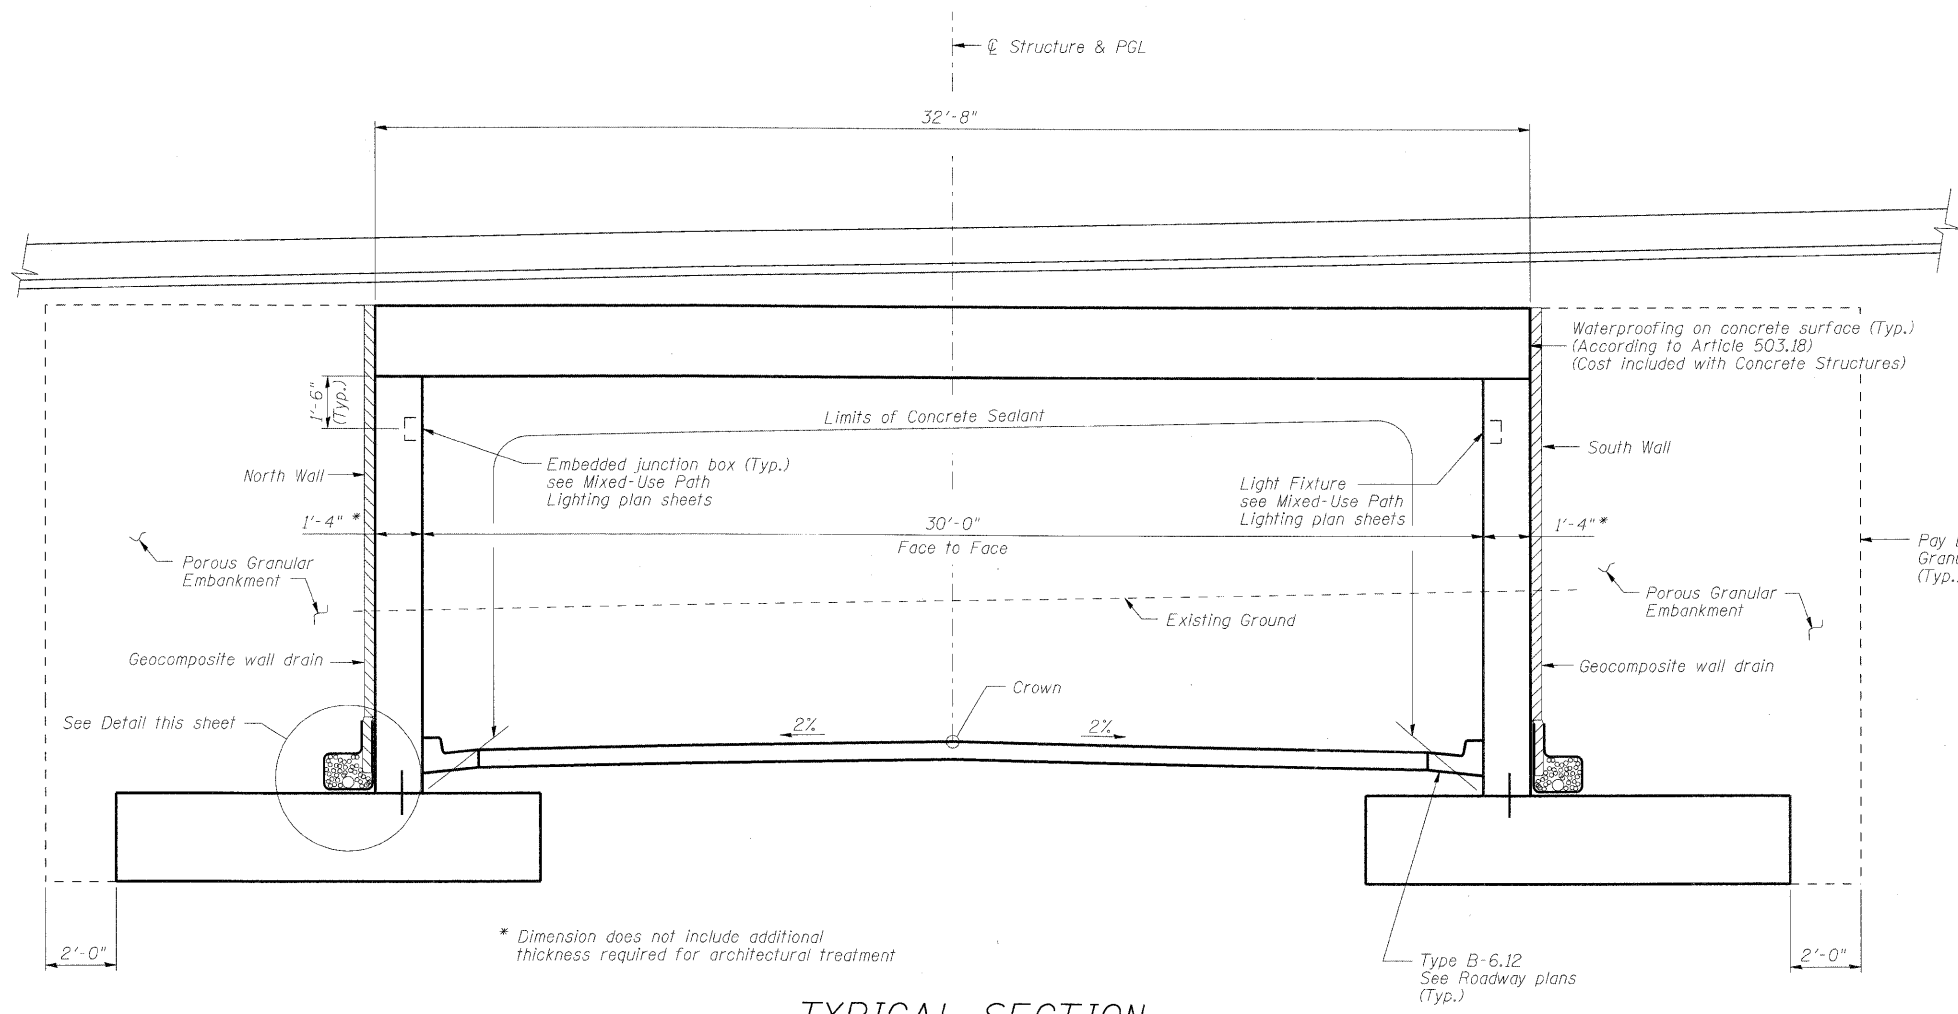 ℄ Structure & PGL
32'-8"
Waterproofing on concrete surface (Typ.)
(According to Article 503.18)
(Cost included with Concrete Structures)
1'-6"
(Typ.)
Limits of Concrete Sealant
Embedded junction box (Typ.)
see Mixed-Use Path
Lighting plan sheets
Light Fixture
see Mixed-Use Path
Lighting plan sheets
North Wall
South Wall
1'-4" *
30'-0"
Face to Face
1'-4" *
Porous Granular
Embankment
Pay
Granu
(Typ.
Porous Granular
Embankment
Existing Ground
Geocomposite wall drain
Geocomposite wall drain
Crown
See Detail this sheet
2%
2%
* Dimension does not include additional
thickness required for architectural treatment
2'-0"
2'-0"
Type B-6.12
See Roadway plans
(Typ.)
TYPICAL SECTION